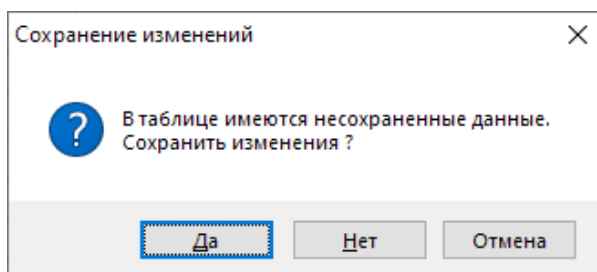 Сохранение изменений
В таблице имеются несохраненные данные.
Сохранить изменения ?
Да Нет Отмена